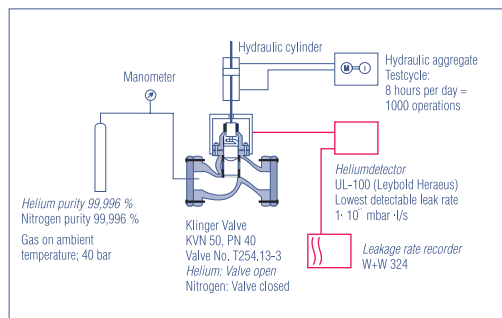 Hydraulic cylinder
Manometer
M
Hydraulic aggregate
Testcycle:
8 hours per day =
1000 operations
Helium purity 99,996 %
Nitrogen purity 99,996 %
Gas on ambient
temperature; 40 bar
Klinger Valve
KVN 50, PN 40
Valve No. T254.13-3
Helium: Valve open
Nitrogen: Valve closed
Heliumdetector
UL-100 (Leybold Heraeus)
Lowest detectable leak rate
mbar ·l/s
Leakage rate recorder
W+W 324